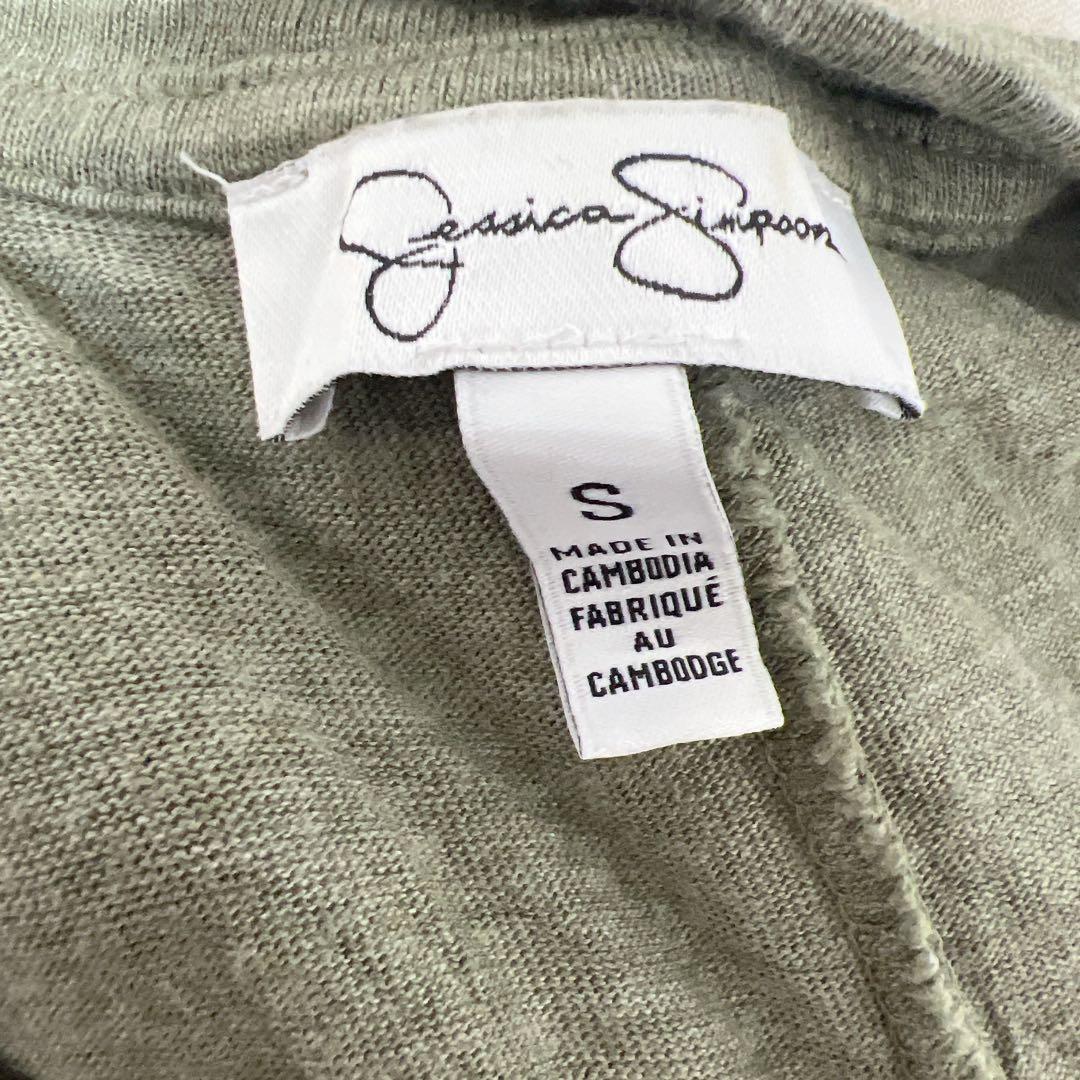 Jessica Simpson
S
MADE IN
CAMBODIA
FABRIQUÉ
AU
CAMBODGE